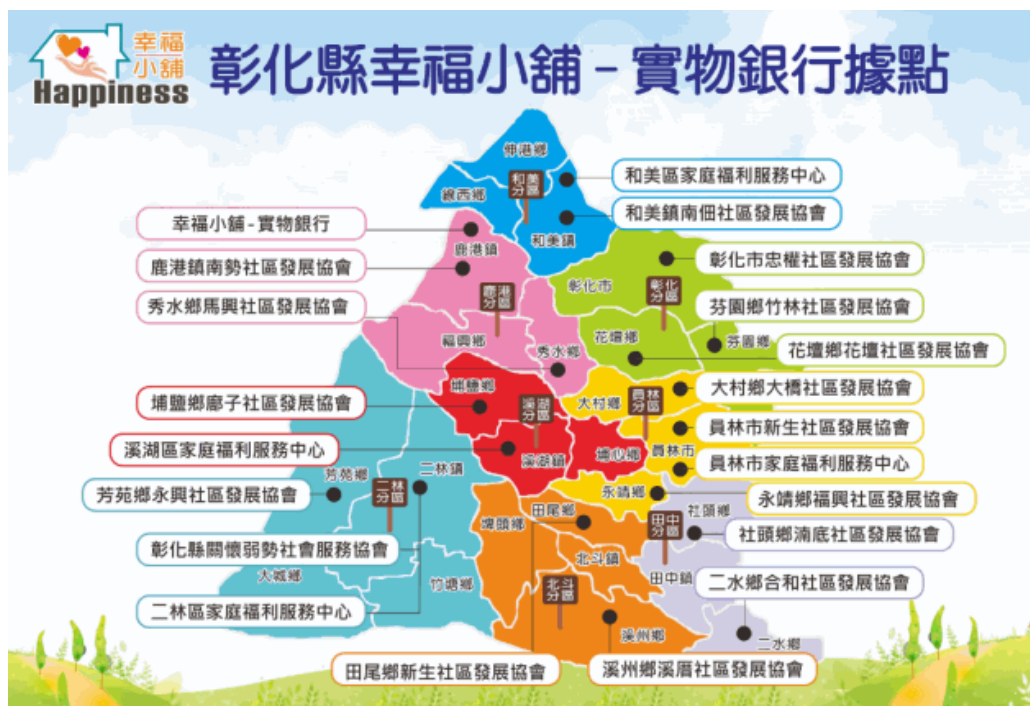 幸福
小舖
Happiness
彰化縣幸福小舖－實物銀行據點
伸港鄉
和美
分區
線西鄉
和美鎮
和美區家庭福利服務中心
和美鎮南佃社區發展協會
幸福小舖-實物銀行
鹿港鎮南勢社區發展協會
秀水鄉馬興社區發展協會
鹿港鎮
鹿港
分區
福興鄉
秀水鄉
彰化市
彰化
分區
花壇鄉
芬園鄉
彰化市忠權社區發展協會
芬園鄉竹林社區發展協會
花壇鄉花壇社區發展協會
埔鹽鄉廍子社區發展協會
溪湖區家庭福利服務中心
埔鹽鄉
溪湖
分區
溪湖鎮
埔心鄉
大村鄉
員林
分區
員林市
永靖鄉
大村鄉大橋社區發展協會
員林市新生社區發展協會
員林市家庭福利服務中心
永靖鄉福興社區發展協會
芳苑鄉永興社區發展協會
彰化縣關懷弱勢社會服務協會
二林區家庭福利服務中心
芳苑鄉
二林
分區
二林鎮
大城鄉
竹塘鄉
埤頭鄉
田尾鄉
北斗鎮
北斗
分區
溪州鄉
田尾鄉新生社區發展協會
溪州鄉溪厝社區發展協會
田中
分區
社頭鄉
田中鎮
二水鄉
社頭鄉湳底社區發展協會
二水鄉合和社區發展協會